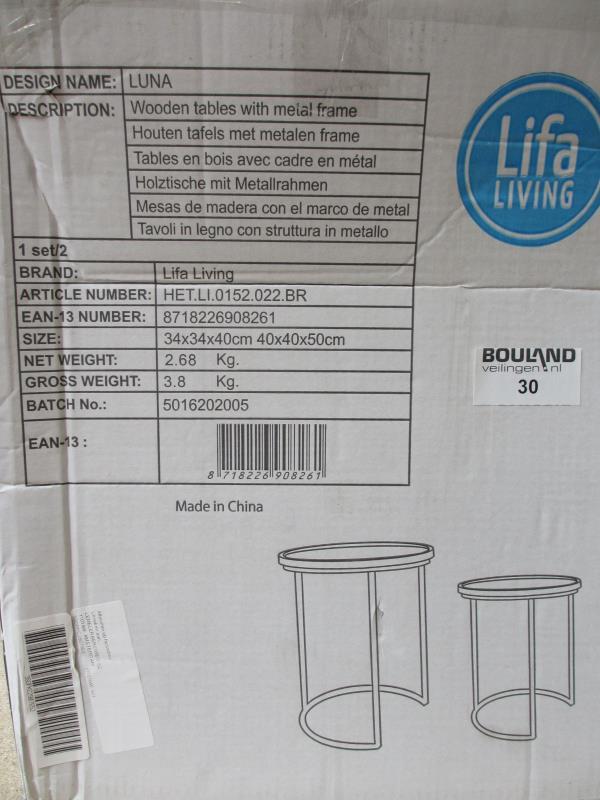 DESIGN NAME: LUNA
DESCRIPTION: Wooden tables with metal frame
Houten tafels met metalen frame
Tables en bois avec cadre en métal
Holztische mit Metallrahmen
Mesas de madera con el marco de metal
Tavoli in legno con struttura in metallo
1 set/2
BRAND: Lifa Living
ARTICLE NUMBER: HET.LI.0152.022.BR
EAN-13 NUMBER: 8718226908261
SIZE: 34x34x40cm 40x40x50cm
NET WEIGHT: 2.68 Kg.
GROSS WEIGHT: 3.8 Kg.
BATCH No.: 5016202005
EAN-13 :
8 718226 908261
Made in China
Lifa
LIVING
BOULAND
veilingen.nl
30